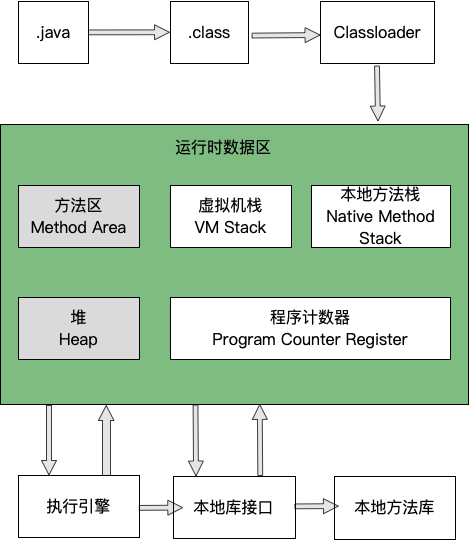 .java
.class
Classloader
运行时数据区
方法区
Method Area
虚拟机栈
VM Stack
本地方法栈
Native Method
Stack
堆
Heap
程序计数器
Program Counter Register
执行引擎
本地库接口
本地方法库